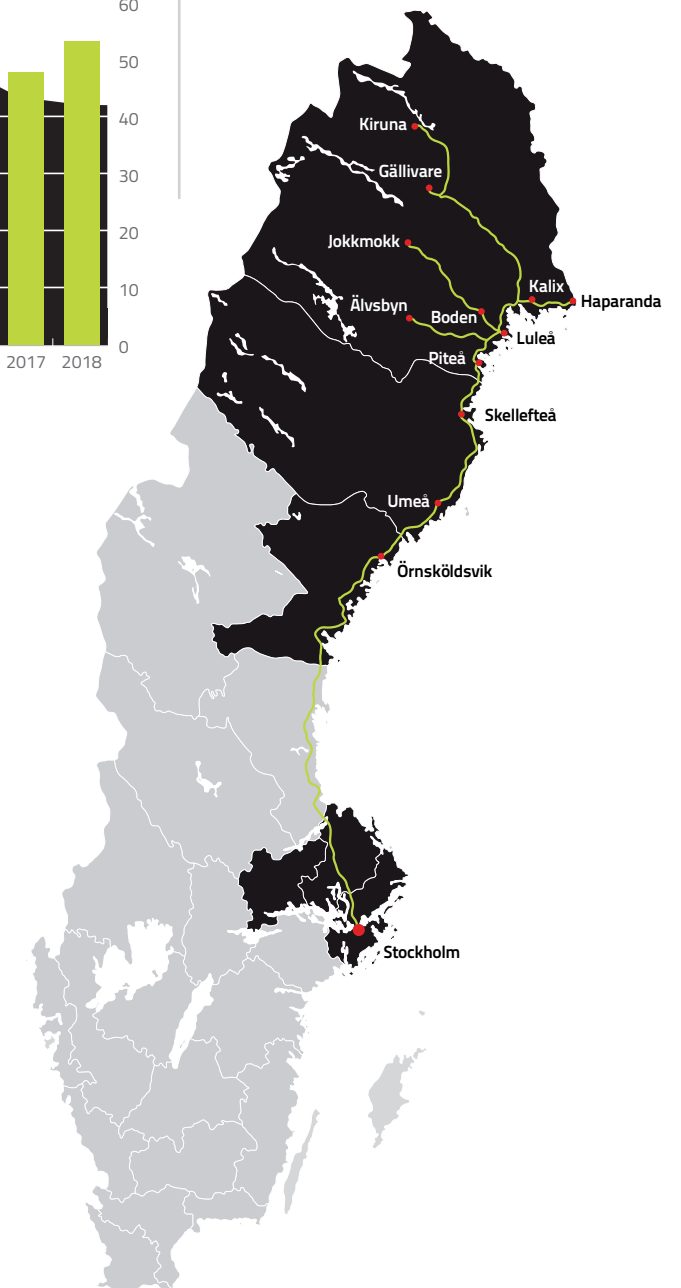 60
50
40
30
20
10
0
2017 2018
Kiruna
Gällivare
Jokkmokk
Kalix
Haparanda
Älvsbyn
Boden
Luleå
Piteå
Skellefteå
Umeå
Örnsköldsvik
Stockholm